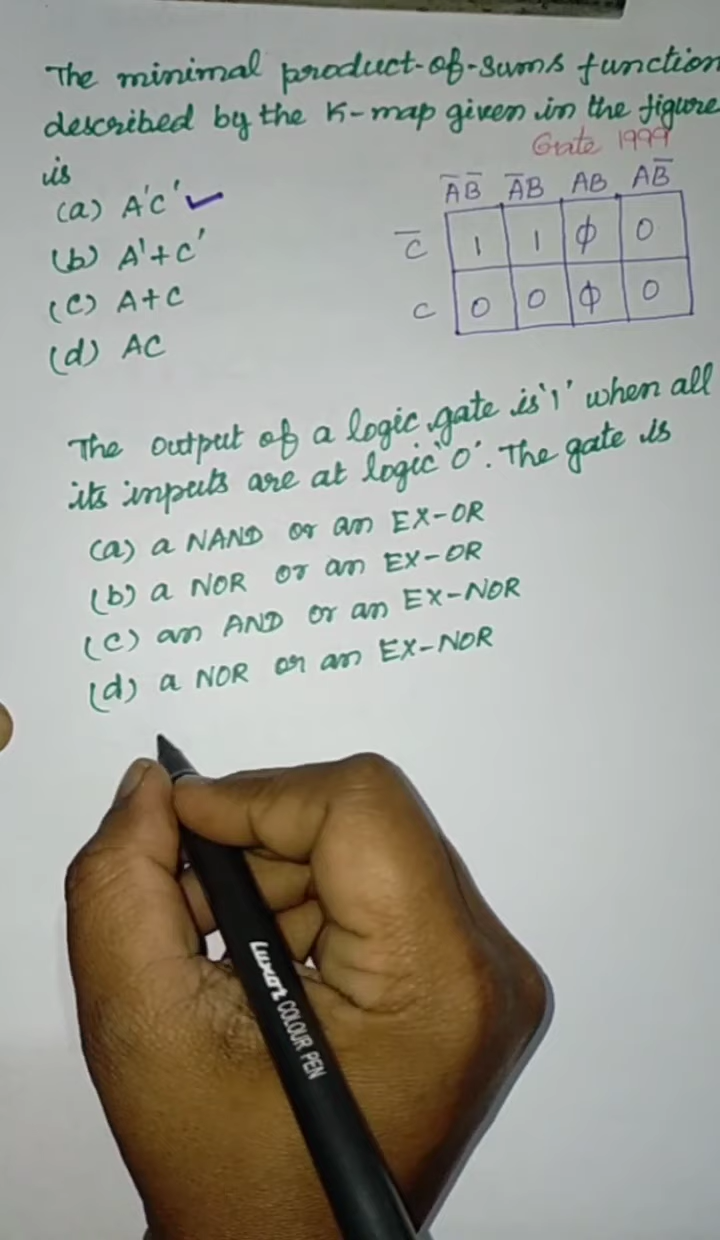 The minimal product-of-sums function
described by the K-map given in the figure
is
Gate 1999
(a) A'C'
(b) A'+C'
(c) A+C
(d) AC
A̅B̅ A̅B AB AB̅
C̅ 1 1 ϕ 0
C 0 0 ϕ 0
The output of a logic gate is '1' when all
its inputs are at logic '0'. The gate is
(a) a NAND or an EX-OR
(b) a NOR or an EX-OR
(c) an AND or an EX-NOR
(d) a NOR or an EX-NOR
Luxor COLOUR PEN